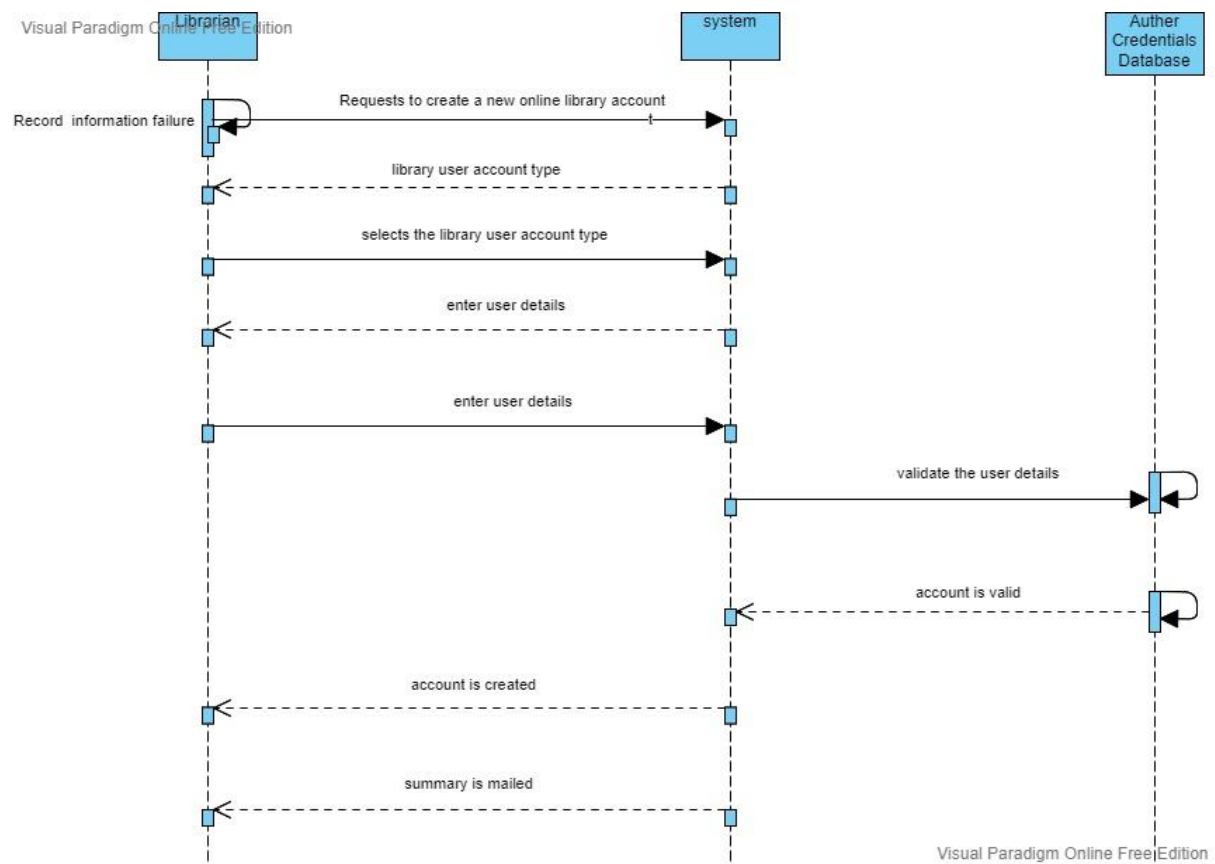 Visual Paradigm Online Free Edition
Librarian
system
Auther
Credentials
Database
Requests to create a new online library account
t
Record information failure
library user account type
selects the library user account type
enter user details
enter user details
validate the user details
account is valid
account is created
summary is mailed
Visual Paradigm Online Free Edition